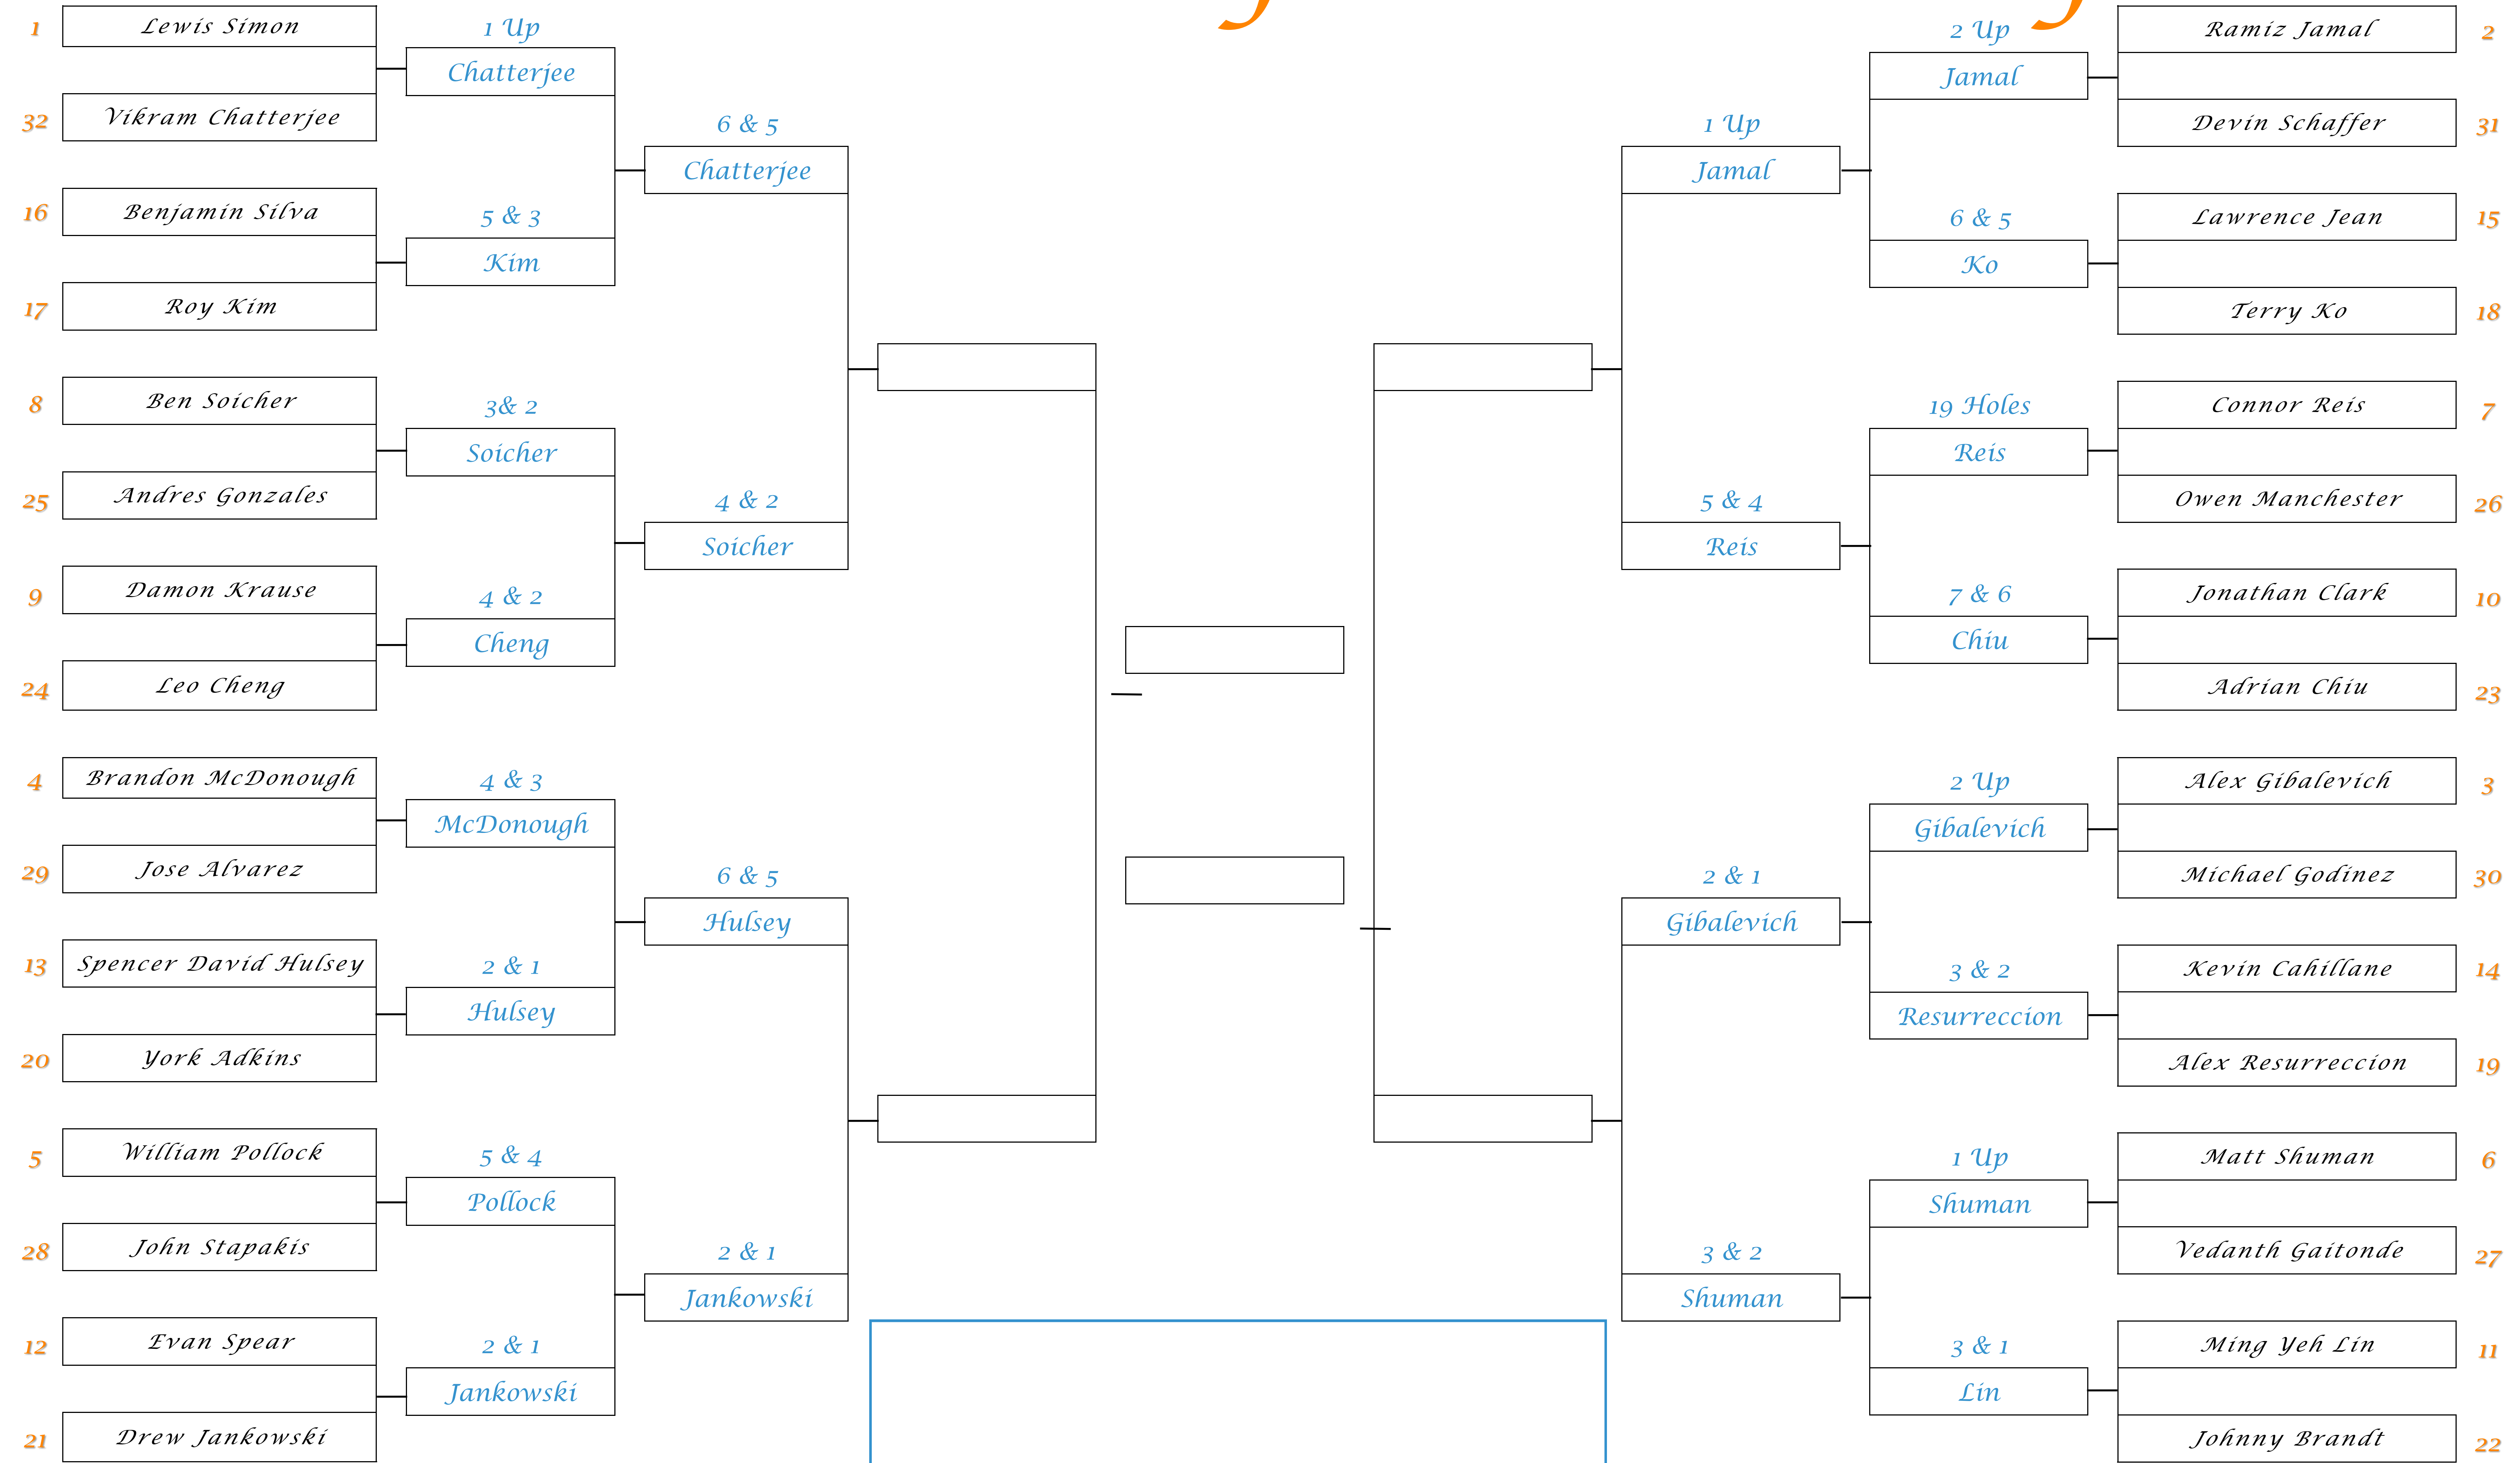 1
Lewis Simon
1 Up
Chatterjee
32
Vikram Chatterjee
6 & 5
Chatterjee
16
Benjamin Silva
5 & 3
Kim
17
Roy Kim
8
Ben Soicher
3& 2
Soicher
25
Andres Gonzales
4 & 2
Soicher
9
Damon Krause
4 & 2
Cheng
24
Leo Cheng
4
Brandon McDonough
4 & 3
McDonough
29
Jose Alvarez
6 & 5
Hulsey
13
Spencer David Hulsey
2 & 1
Hulsey
20
York Adkins
5
William Pollock
5 & 4
Pollock
28
John Stapakis
2 & 1
Jankowski
12
Evan Spear
2 & 1
Jankowski
21
Drew Jankowski
2 Up
Jamal
Ramiz Jamal
2
1 Up
Jamal
Devin Schaffer
31
6 & 5
Ko
Lawrence Jean
15
Terry Ko
18
19 Holes
Reis
Connor Reis
7
5 & 4
Reis
Owen Manchester
26
7 & 6
Chiu
Jonathan Clark
10
Adrian Chiu
23
2 Up
Gibalevich
Alex Gibalevich
3
2 & 1
Gibalevich
Michael Godinez
30
3 & 2
Resurreccion
Kevin Cahillane
14
Alex Resurreccion
19
1 Up
Shuman
Matt Shuman
6
3 & 2
Shuman
Vedanth Gaitonde
27
3 & 1
Lin
Ming Yeh Lin
11
Johnny Brandt
22